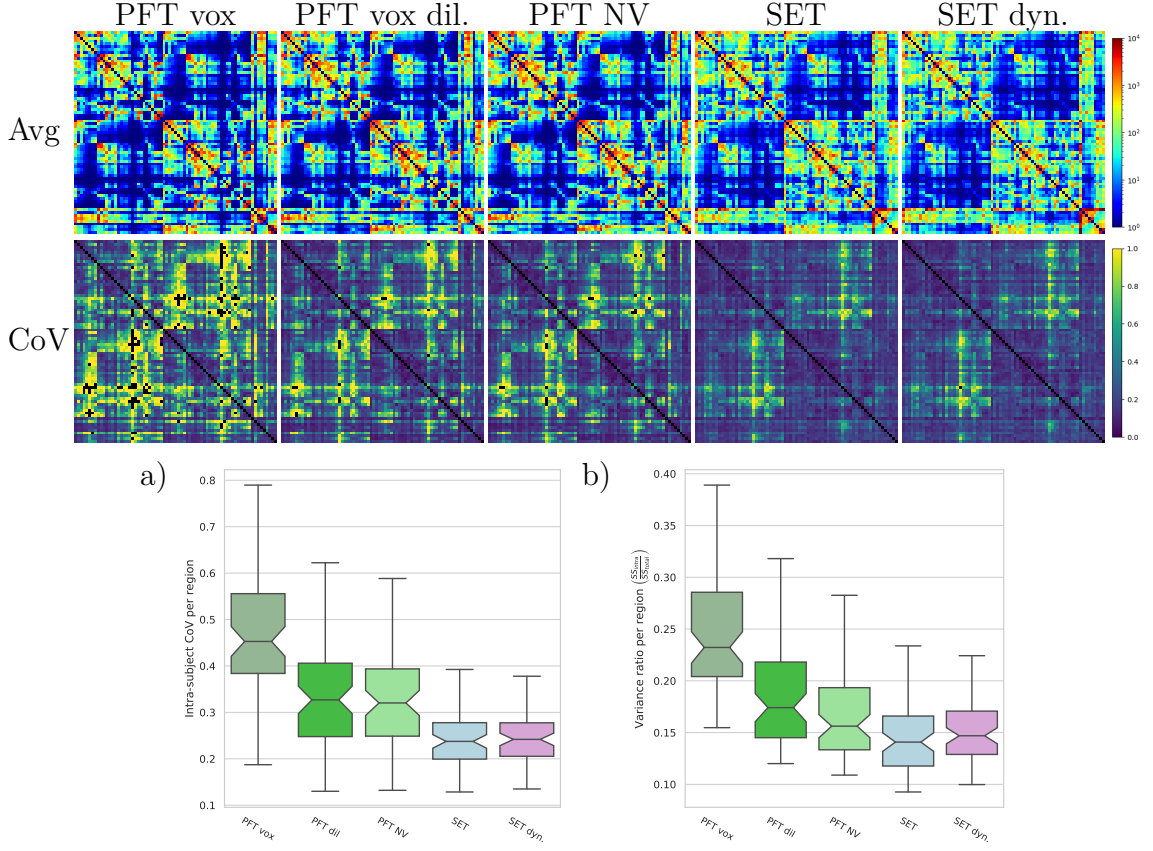 PFT vox PFT vox dil. PFT NV SET SET dyn.
Avg
10⁴
10³
10²
10¹
10⁰
CoV
1.0
0.8
0.6
0.4
0.2
0.0
a)
0.8
0.7
0.6
0.5
0.4
0.3
0.2
0.1
Intra-subject CoV per region
PFT vox PFT dil PFT NV SET SET dyn.
b)
0.40
0.35
0.30
0.25
0.20
0.15
0.10
Variance ratio per region (SSintra/SStotal)
PFT vox PFT dil PFT NV SET SET dyn.